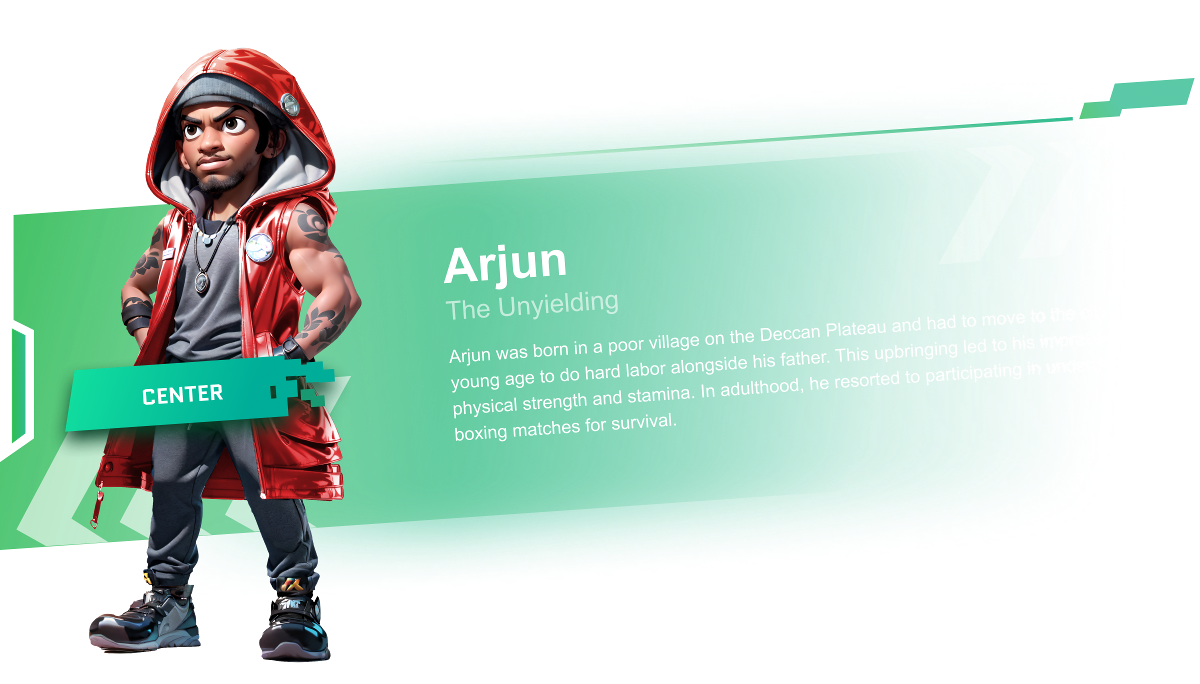 Arjun
The Unyielding
Arjun was born in a poor village on the Deccan Plateau and had to move to the
young age to do hard labor alongside his father. This upbringing led to his
physical strength and stamina. In adulthood, he resorted to participating in
boxing matches for survival.
CENTER